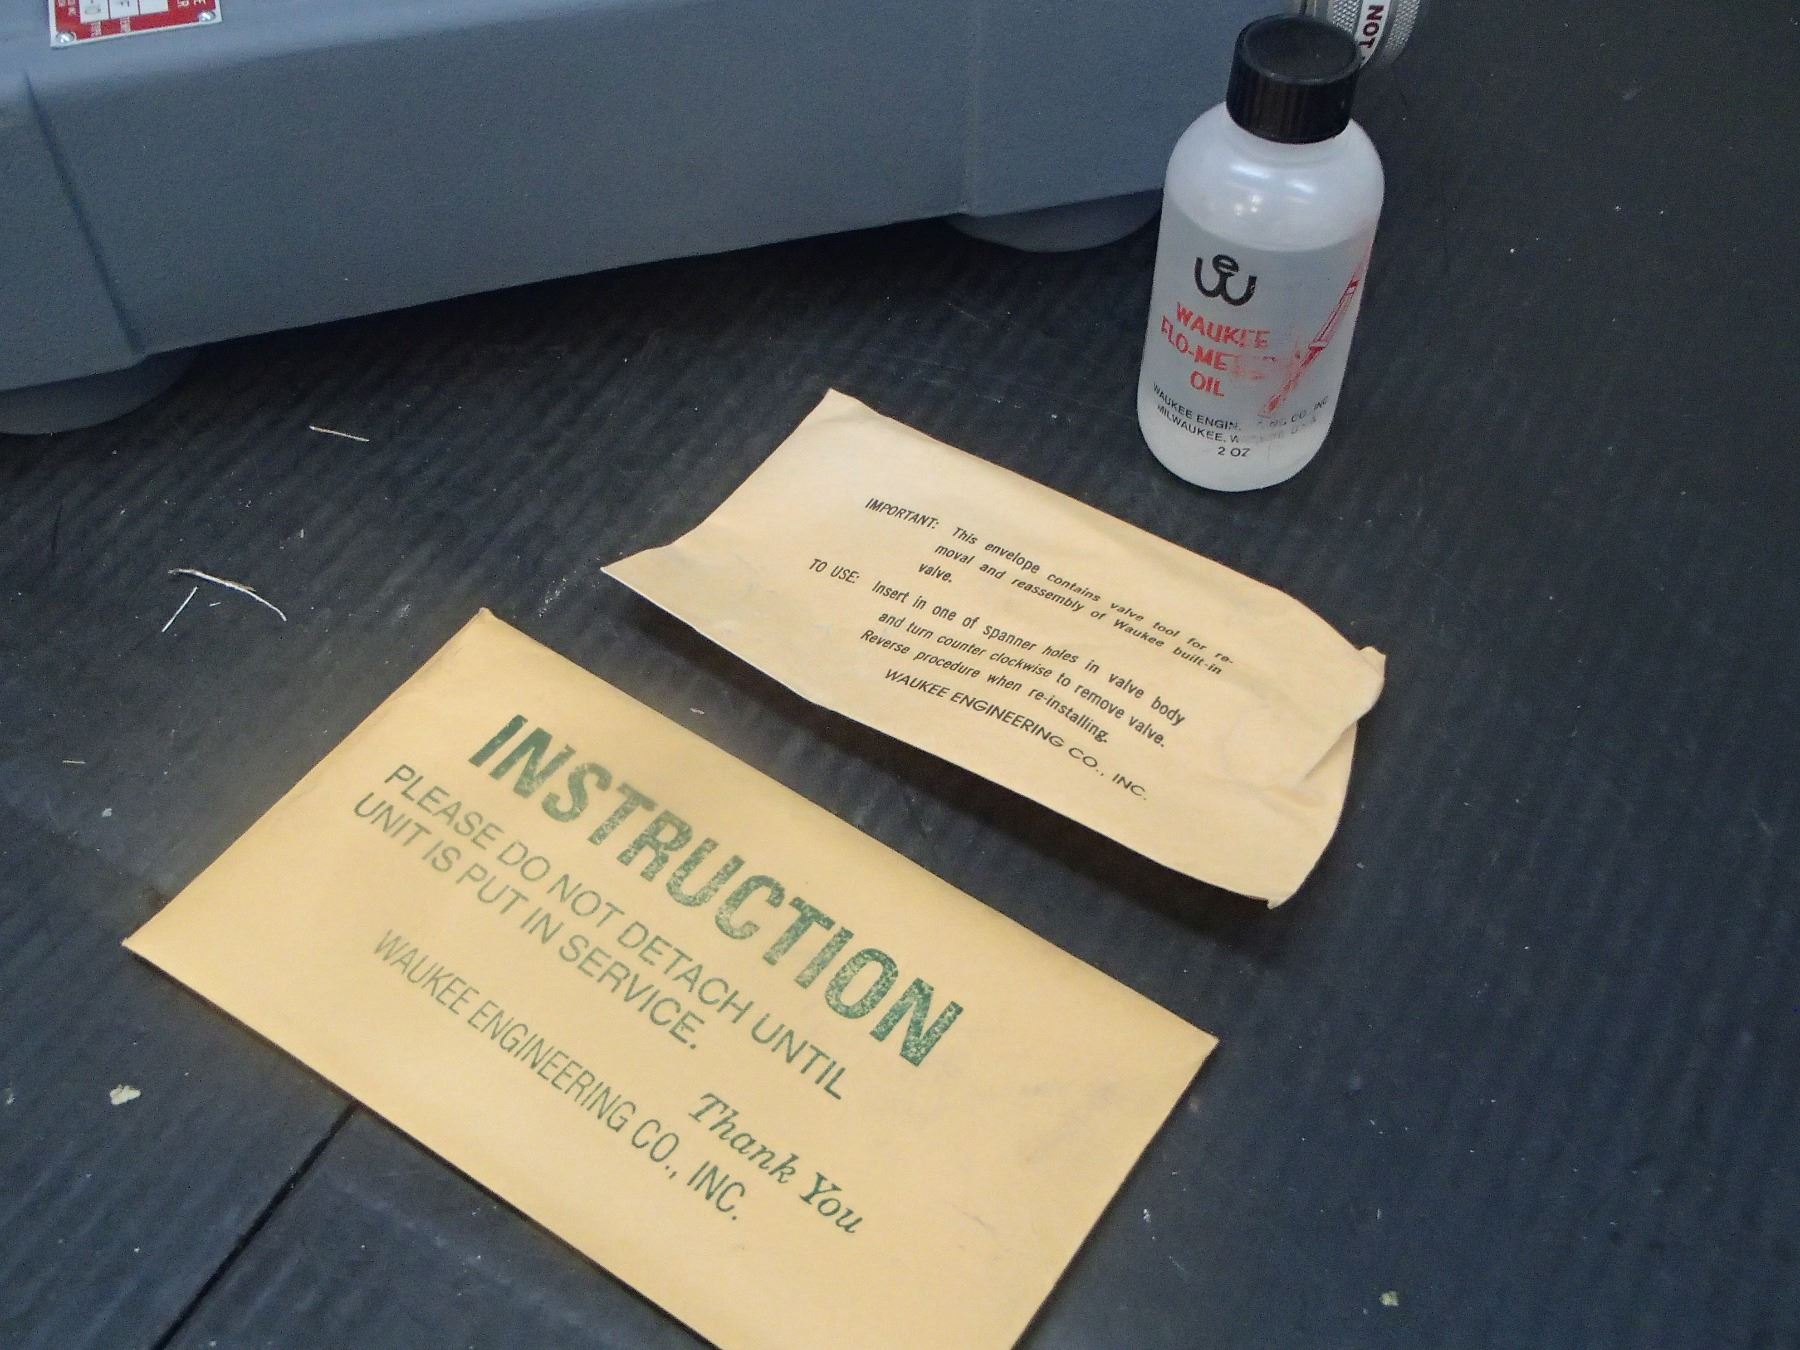 NOT
WAUKEE
OIL
WAUKEE
MILWAUKEE,
2 OZ
IMPORTANT: This envelope contains valve tool for re-
moval and reassembly of Waukee built-in
valve.
TO USE: Insert in one of spanner holes in valve body
and turn counter clockwise to remove valve.
Reverse procedure when re-installing.
WAUKEE ENGINEERING CO., INC.
INSTRUCTION
PLEASE DO NOT DETACH UNTIL
UNIT IS PUT IN SERVICE.
Thank You
WAUKEE ENGINEERING CO., INC.